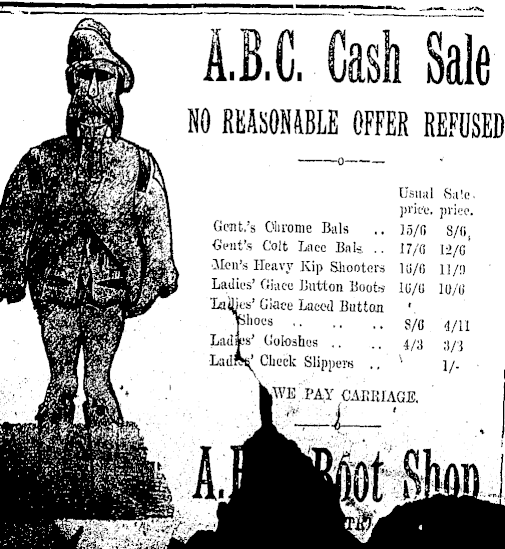 A.B.C. Cash Sale
NO REASONABLE OFFER REFUSED
Usual Sale
price. price.
Gent.'s Chrome Bals .. 15/6 8/6
Gent's Colt Lace Bals .. 17/6 12/6
Men's Heavy Kip Shooters 16/6 11/9
Ladies' Glace Button Boots 16/6 10/6
Ladies' Glace Laced Button
Shoes .. .. .. 8/6 4/11
Ladies' Goloshes .. .. 4/3 3/3
Ladies' Check Slippers .. 1/-
WE PAY CARRIAGE.
Boot Shop